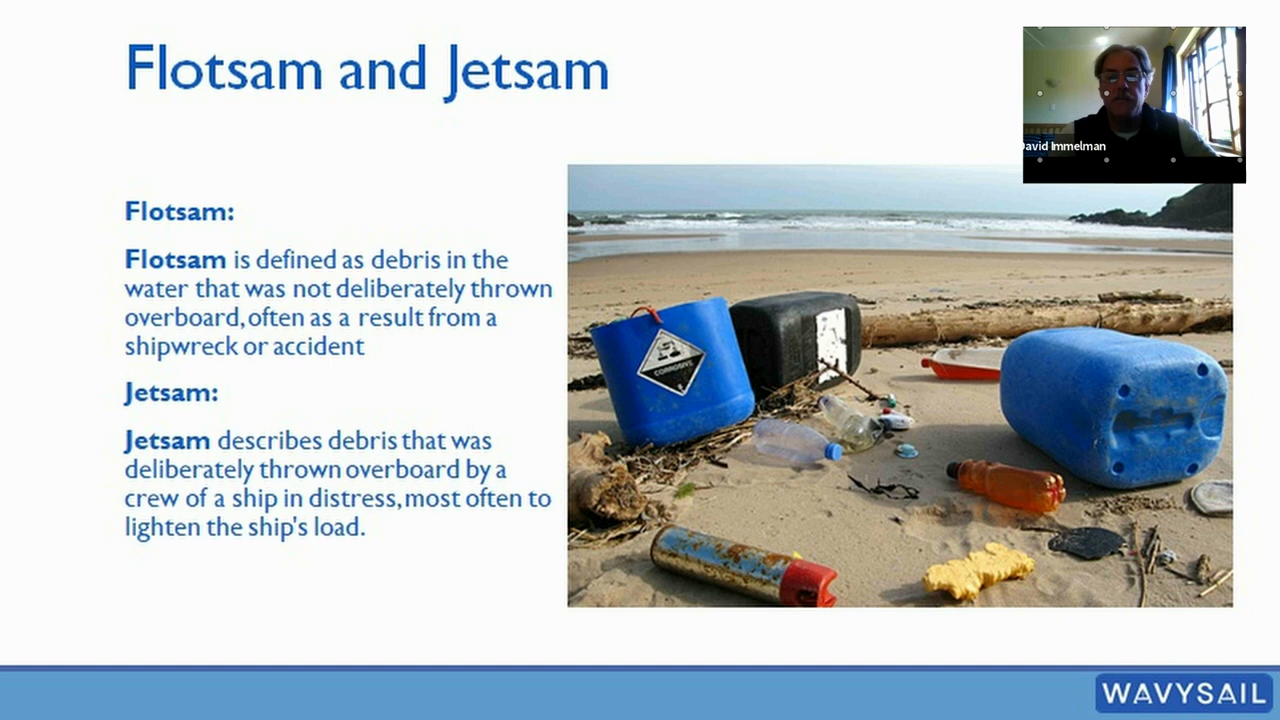 Flotsam and Jetsam
David Immelman
Flotsam:
Flotsam is defined as debris in the
water that was not deliberately thrown
overboard, often as a result from a
shipwreck or accident
Jetsam:
Jetsam describes debris that was
deliberately thrown overboard by a
crew of a ship in distress, most often to
lighten the ship's load.
CORROSIVE
WAVYSAIL